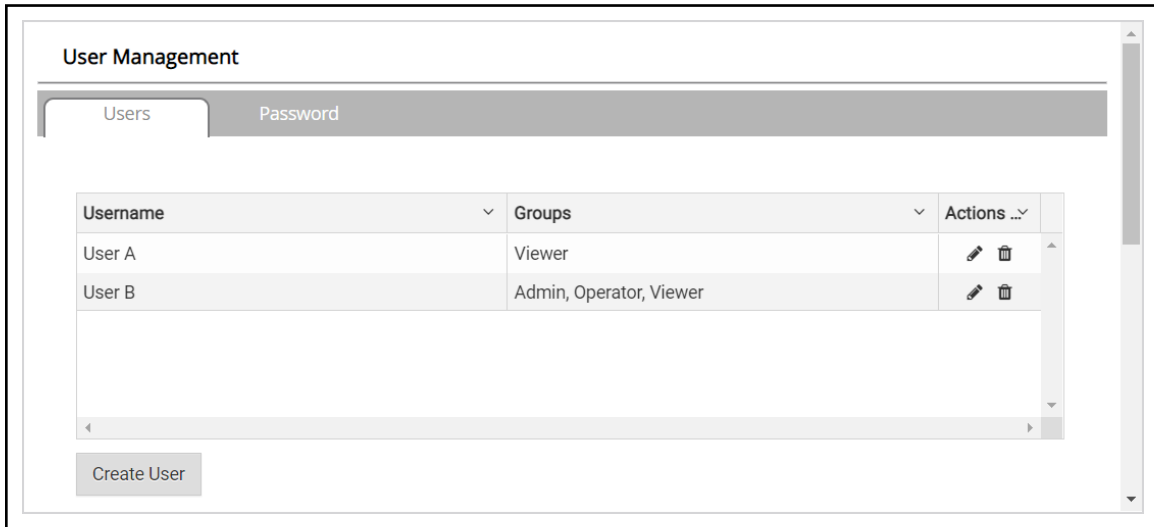 User Management
Users Password
Username Groups Actions ...
User A Viewer
User B Admin, Operator, Viewer
Create User